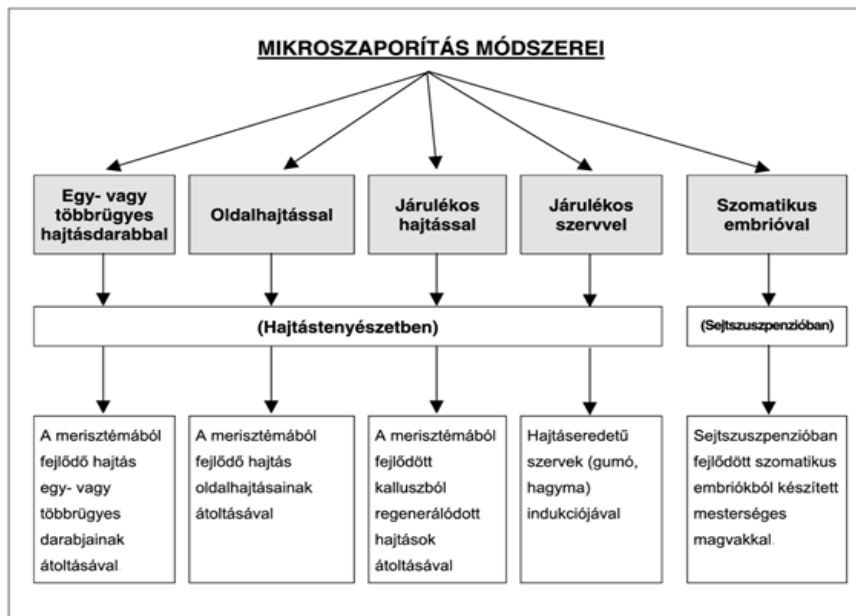 MIKROSZAPORÍTÁS MÓDSZEREI
Egy- vagy
többrügyes
hajtásdarabbal
Oldalhajtással
Járulékos
hajtással
Járulékos
szervvel
Szomatikus
embrióval
(Hajtástenyészetben)
(Sejtszuszpenzióban)
A merisztémából
fejlődő hajtás
egy- vagy
többrügyes
darabjainak
átoltásával.
A merisztémából
fejlődő hajtás
oldalhajtásainak
átoltásával
A merisztémából
fejlődött
kalluszból
regenerálódott
hajtások
átoltásával
Hajtáseredetű
szervek (gumó,
hagyma)
indukciójával
Sejtszuszpenzióban
fejlődött szomatikus
embriókból készített
mesterséges
magvakkal.